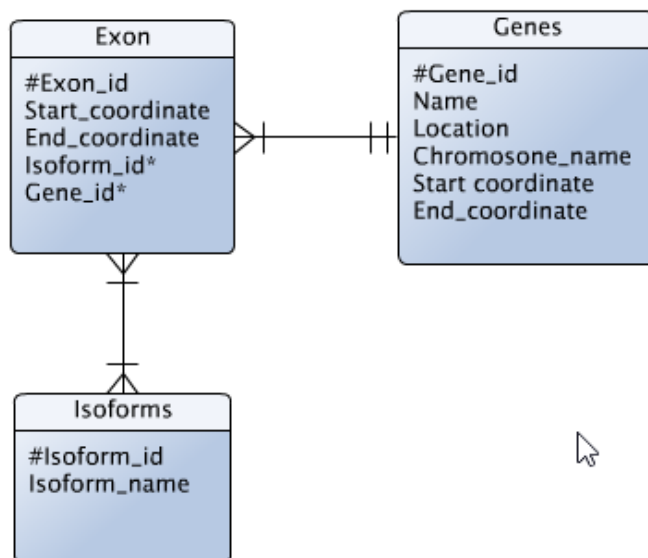 Exon
#Exon_id
Start_coordinate
End_coordinate
Isoform_id*
Gene_id*
Genes
#Gene_id
Name
Location
Chromosone_name
Start coordinate
End_coordinate
Isoforms
#Isoform_id
Isoform_name